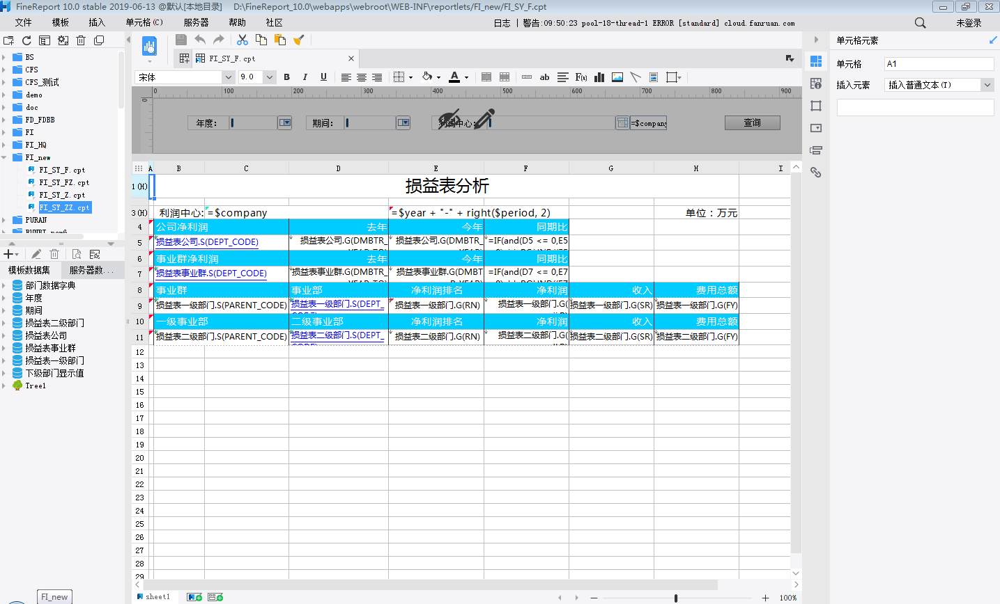 FineReport 10.0 stable 2019-06-13 @默认[本地目录] D:\FineReport_10.0\webapps\webroot\WEB-INF\reportlets/FI_new/FI_SY_F.cpt
文件 模板 插入 单元格(C) 服务器 帮助 社区 日志 | 警告:09:50:23 pool-18-thread-1 ERROR [standard] cloud.fanruan.com 未登录
BS
CFS
CFS_测试
demo
doc
FD_FDBB
FI
FI_HQ
FI_new
FI_SY_F.cpt
FI_SY_FZ.cpt
FI_SY_Z.cpt
FI_SY_ZZ.cpt
PURAN
模板数据集 服务器数...
部门数据字典
年度
期间
损益表二级部门
损益表公司
损益表事业群
损益表一级部门
下级部门显示值
Tree1
FI_new
FI_SY_F.cpt
宋体 9.0 B I U A ab F(x)
0 100 200 300 400 500 600 700 800 900
0
年度: 期间: 利润中心: =$company 查询
A B C D E F G H I
1(H) 损益表分析
3(H) 利润中心: =$company =$year + "-" + right($period, 2) 单位：万元
4 公司净利润 去年 今年 同期比
5 损益表公司.S(DEPT_CODE) 损益表公司.G(DMBTR_ 损益表公司.G(DMBTR_ =IF(and(D5 <= 0,E5
6 事业群净利润 去年 今年 同期比
7 损益表事业群.S(DEPT_CODE) 损益表事业群.G(DMBTR_ 损益表事业群.G(DMBT =IF(and(D7 <= 0,E7
8 事业群 事业部 净利润排名 净利润 收入 费用总额
9 损益表一级部门.S(PARENT_CODE) 损益表一级部门.S(DEPT_ 损益表一级部门.G(RN) 损益表一级部门.G( 损益表一级部门.G(SR) 损益表一级部门.G(FY)
10 一级事业部 二级事业部 净利润排名 净利润 收入 费用总额
11 损益表二级部门.S(PARENT_CODE) 损益表二级部门.S(DEPT_ 损益表二级部门.G(RN) 损益表二级部门.G( 损益表二级部门.G(SR) 损益表二级部门.G(FY)
12
13
14
15
16
17
18
19
20
21
22
23
24
25
26
27
28
29
sheet1 100%
单元格元素
单元格 A1
插入元素 插入普通文本(T)